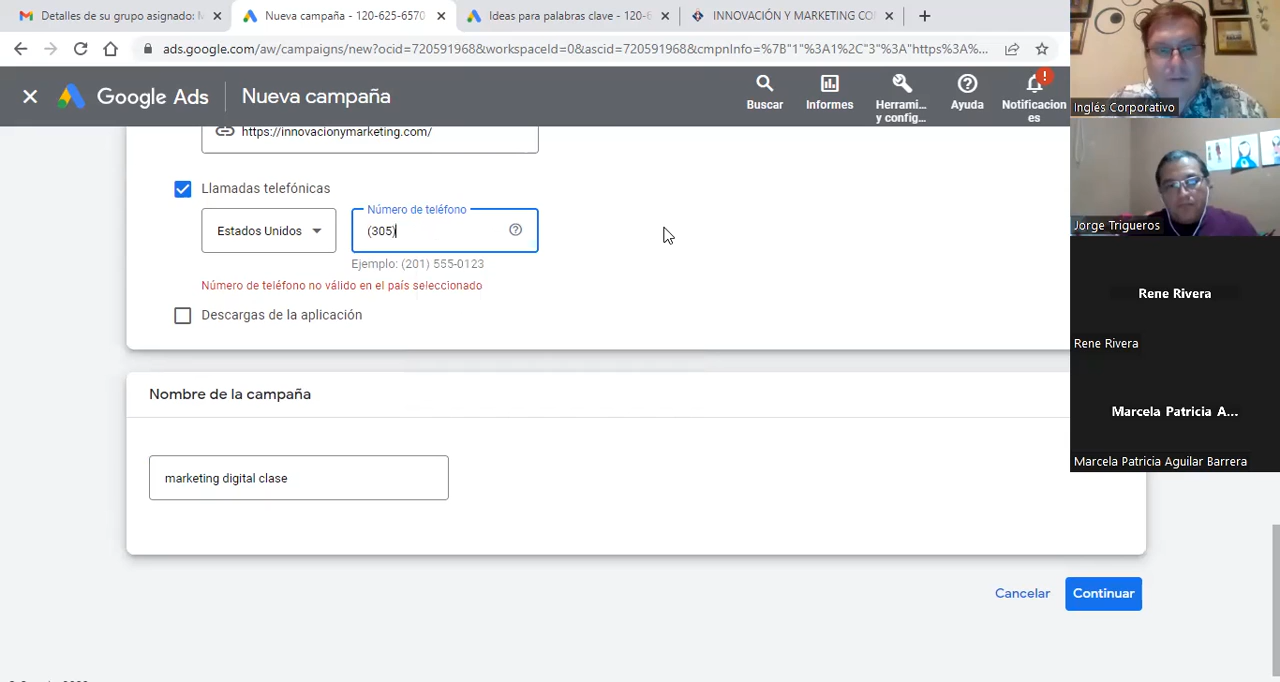 Detalles de su grupo asignado: M
Nueva campaña - 120-625-6570
Ideas para palabras clave - 120-6
INNOVACIÓN Y MARKETING CO
ads.google.com/aw/campaigns/new?ocid=720591968&workspaceId=0&ascid=720591968&cmpnInfo=%7B"1"%3A1%2C"3"%3A"https%3A%...
Google Ads
Nueva campaña
Buscar
Informes
Herrami... y config...
Ayuda
Notificacion es
https://innovacionymarketing.com/
Llamadas telefónicas
Número de teléfono
Estados Unidos
(305)
Ejemplo: (201) 555-0123
Número de teléfono no válido en el país seleccionado
Descargas de la aplicación
Nombre de la campaña
marketing digital clase
Cancelar
Continuar
Inglés Corporativo
Jorge Trigueros
Rene Rivera
Rene Rivera
Marcela Patricia A...
Marcela Patricia Aguilar Barrera